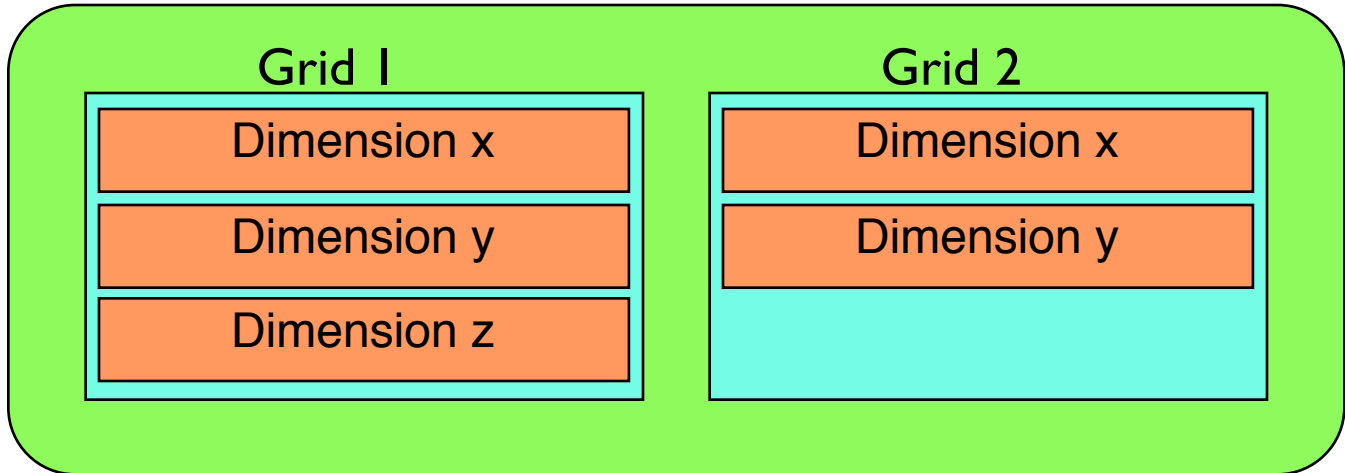 Grid 1
Dimension x
Dimension y
Dimension z
Grid 2
Dimension x
Dimension y